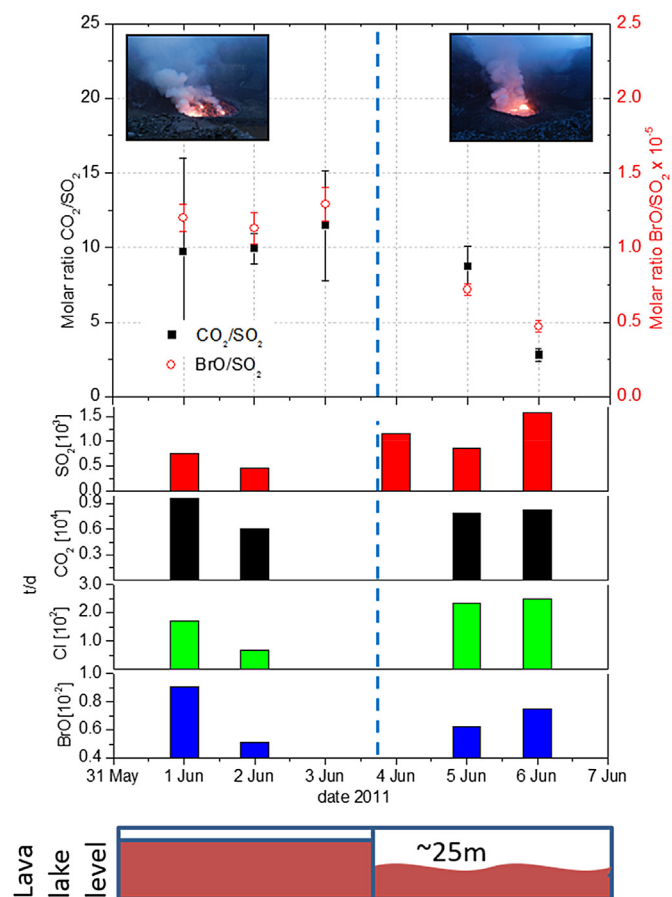 25
20
15
10
5
0
Molar ratio CO₂/SO₂
2.5
2.0
1.5
1.0
0.5
0.0
Molar ratio BrO/SO₂ x 10⁻⁵
CO₂/SO₂
BrO/SO₂
1.5
1.0
0.5
0.0
SO₂[10³]
0.9
0.6
0.3
CO₂ [10⁴]
t/d
3.0
2.0
1.0
Cl [10²]
1.0
0.8
0.6
0.4
BrO[10⁻²]
31 May 1 Jun 2 Jun 3 Jun 4 Jun 5 Jun 6 Jun 7 Jun
date 2011
Lava
lake
level
~25m